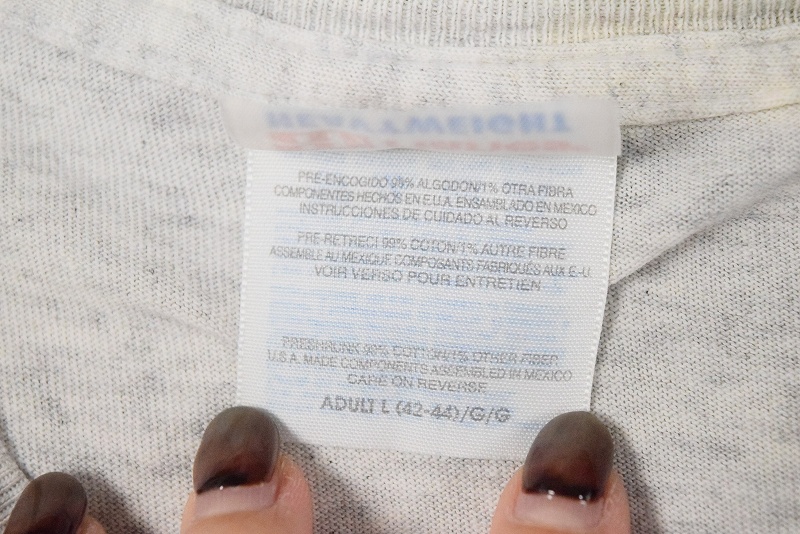 HEAVYWEIGHT
PRE-ENCOGIDO 99% ALGODON/1% OTRA FIBRA
COMPONENTES HECHOS EN E.U.A. ENSAMBLADO EN MEXICO
INSTRUCCIONES DE CUIDADO AL REVERSO
PRE-RETRECI 99% COTON/1% AUTRE FIBRE
ASSEMBLE AU MEXIQUE COMPOSANTS FABRIQUÉS AUX E.-U.
VOIR VERSO POUR ENTRETIEN
PRESHRUNK 99% COTTON/1% OTHER FIBER
U.S.A. MADE COMPONENTS ASSEMBLED IN MEXICO
CARE ON REVERSE
ADULT L (42-44)/G/G